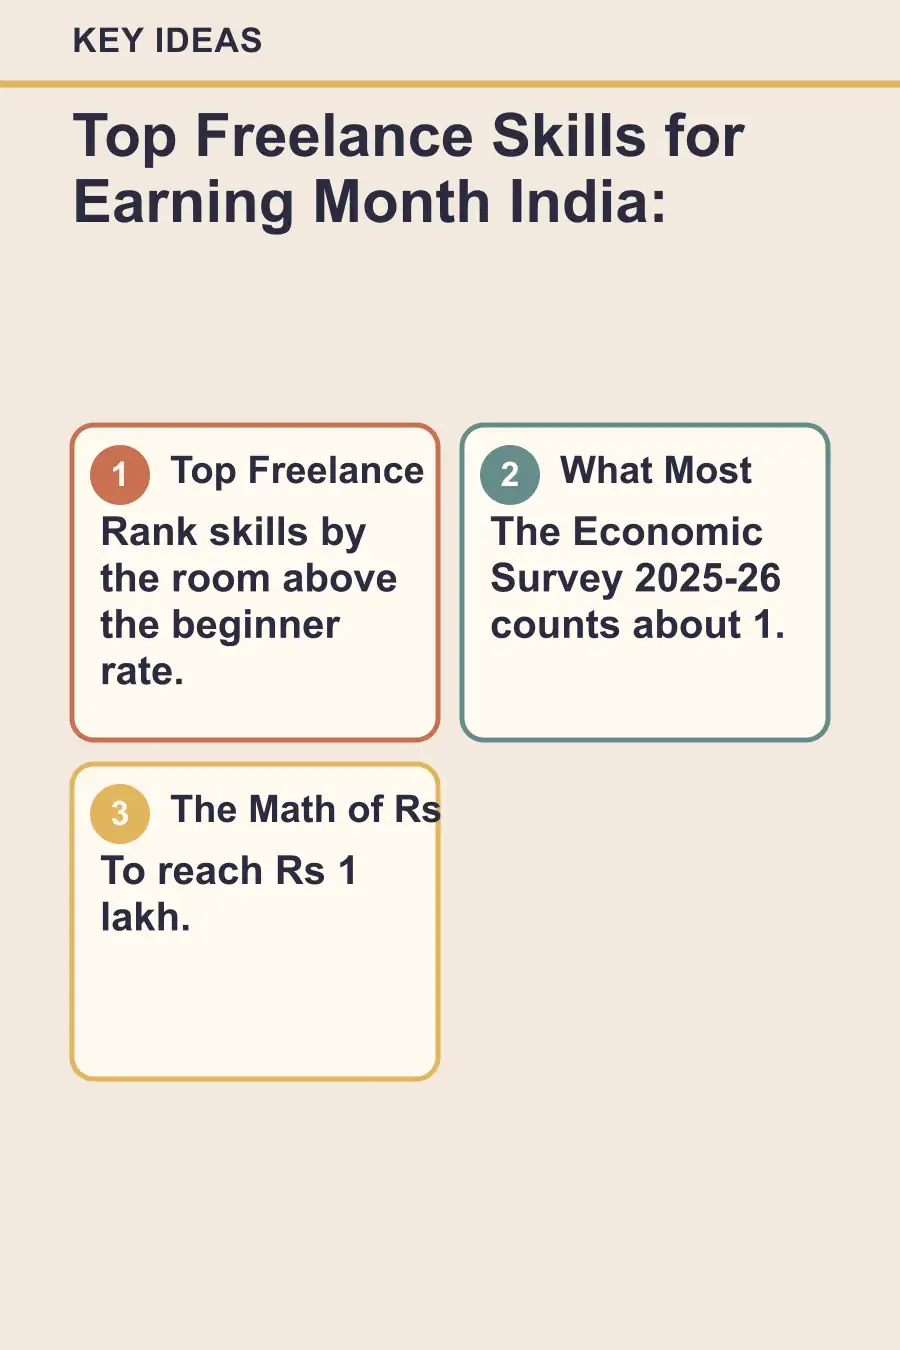 KEY IDEAS
Top Freelance Skills for
Earning Month India:
1 Top Freelance
Rank skills by
the room above
the beginner
rate.
2 What Most
The Economic
Survey 2025-26
counts about 1.
3 The Math of Rs
To reach Rs 1
lakh.